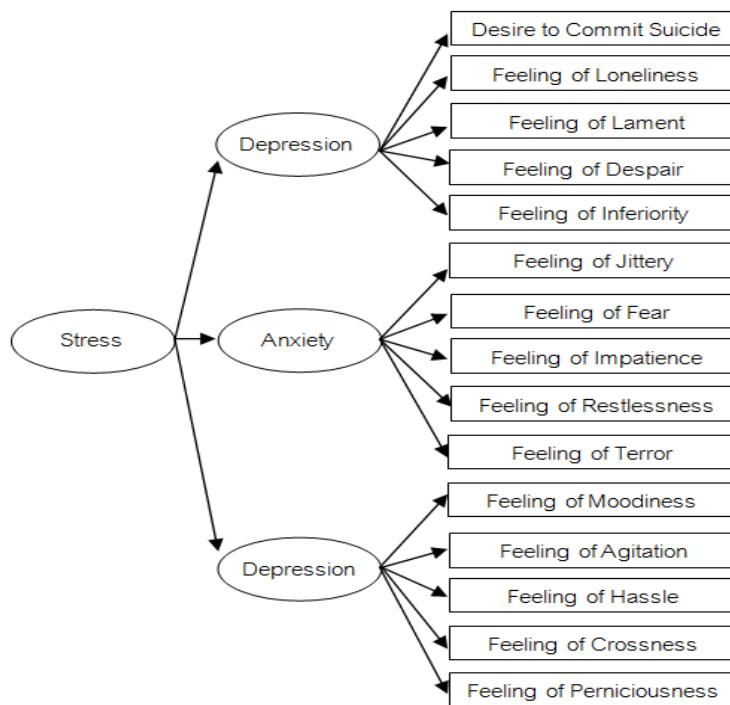 Desire to Commit Suicide
Feeling of Loneliness
Depression
Feeling of Lament
Feeling of Despair
Feeling of Inferiority
Feeling of Jittery
Feeling of Fear
Stress
Anxiety
Feeling of Impatience
Feeling of Restlessness
Feeling of Terror
Feeling of Moodiness
Feeling of Agitation
Depression
Feeling of Hassle
Feeling of Crossness
Feeling of Perniciousness